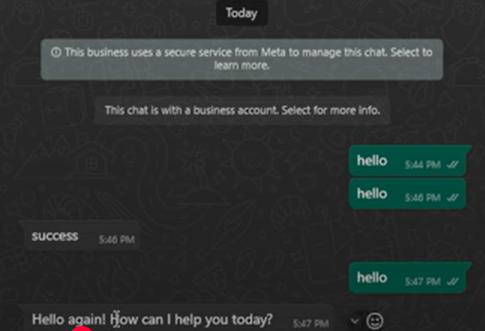 Today
This business uses a secure service from Meta to manage this chat. Select to
learn more.
This chat is with a business account. Select for more info.
hello 5:44 PM
hello 5:46 PM
success 5:46 PM
hello 5:47 PM
Hello again! How can I help you today? 5:47 PM